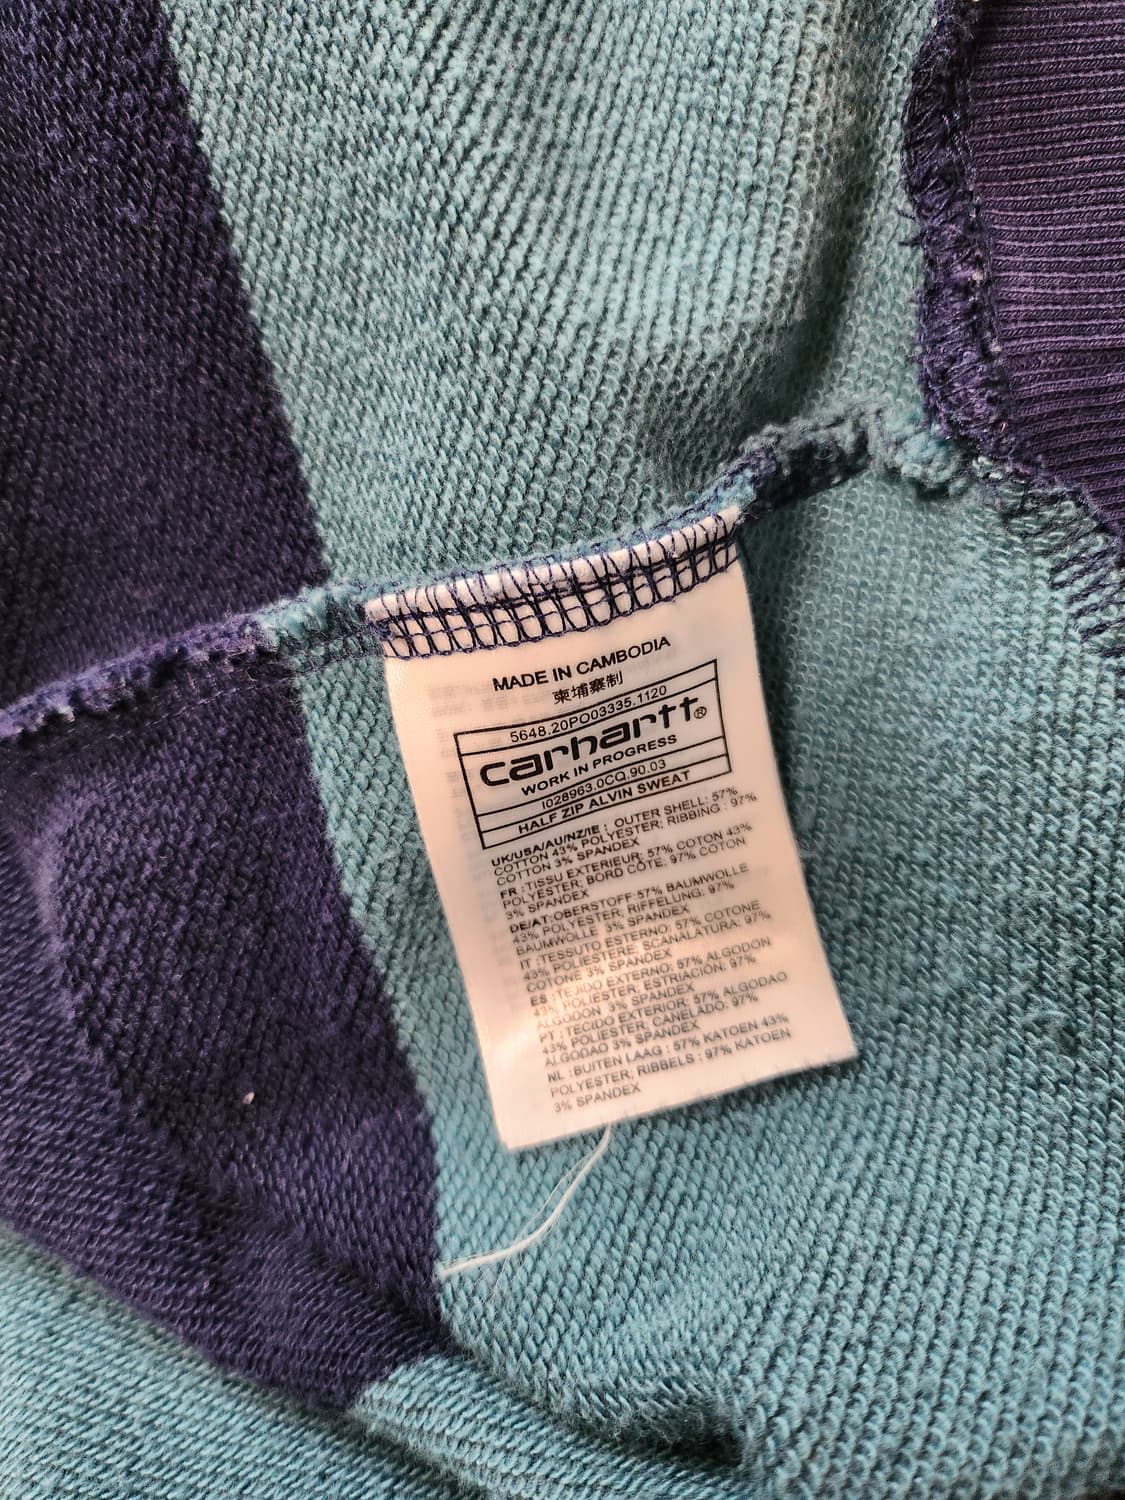 MADE IN CAMBODIA
柬埔寨制
5648.20PO03335.1120
carhartt®
WORK IN PROGRESS
I028963.0CQ.90.03
HALF ZIP ALVIN SWEAT
UK/USA/AU/NZ/IE : OUTER SHELL: 57%
COTTON 43% POLYESTER; RIBBING : 97%
COTTON 3% SPANDEX
FR :TISSU EXTERIEUR: 57% COTON 43%
POLYESTER; BORD CÔTE: 97% COTON
3% SPANDEX
DE/AT:OBERSTOFF:57% BAUMWOLLE
43% POLYESTER; RIFFELUNG: 97%
BAUMWOLLE 3% SPANDEX
IT :TESSUTO ESTERNO: 57% COTONE
43% POLIESTERE; SCANALATURA: 97%
COTONE 3% SPANDEX
ES :TEJIDO EXTERNO: 57% ALGODON
43% POLIESTER, ESTRIACIÓN: 97%
ALGODON 3% SPANDEX
PT :TECIDO EXTERIOR: 57% ALGODAO
43% POLIESTER; CANELADO: 97%
ALGODAO 3% SPANDEX
NL :BUITEN LAAG : 57% KATOEN 43%
POLYESTER; RIBBELS : 97% KATOEN
3% SPANDEX